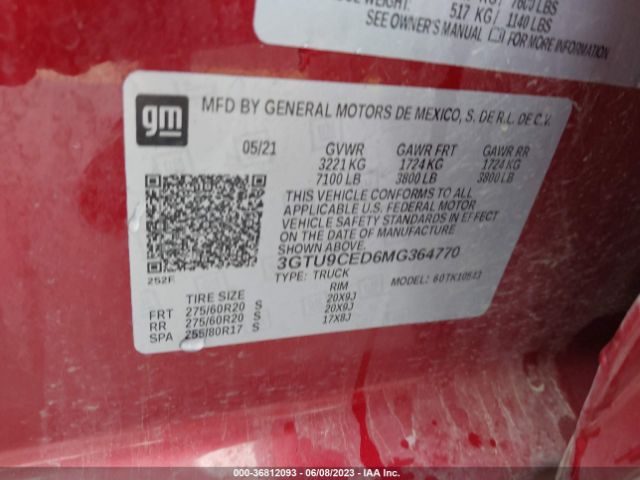 517 KG / 1140 LBS
SEE OWNER'S MANUAL FOR MORE INFORMATION
gm
MFD BY GENERAL MOTORS DE MEXICO, S. DE R.L. DE C.V.
05/21 GVWR GAWR FRT GAWR RR
3221 KG 1724 KG 1724 KG
7100 LB 3800 LB 3800 LB
THIS VEHICLE CONFORMS TO ALL
APPLICABLE U.S. FEDERAL MOTOR
VEHICLE SAFETY STANDARDS IN EFFECT
ON THE DATE OF MANUFACTURE
SHOWN ABOVE.
3GTU9CED6MG364770
TYPE: TRUCK MODEL: 60TK10543
252F
TIRE SIZE RIM
FRT 275/60R20 S 20X9J
RR 275/60R20 S 20X9J
SPA 255/80R17 S 17X8J
000-36812093 - 06/08/2023 - IAA Inc.